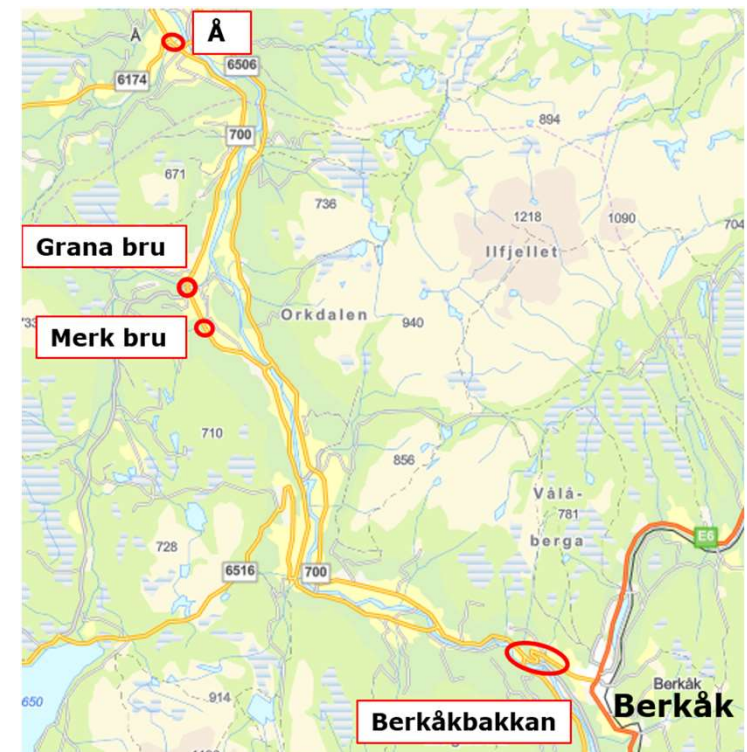 Å
Å
6506
6174
700
894
671
736
1218
1090
704
Ilfjellet
Grana bru
Orkdalen
940
Merk bru
710
856
Vålå-
781
berga
E6
728
6516
700
650
914
Berkåk
Berkåk
Berkåkbakkan